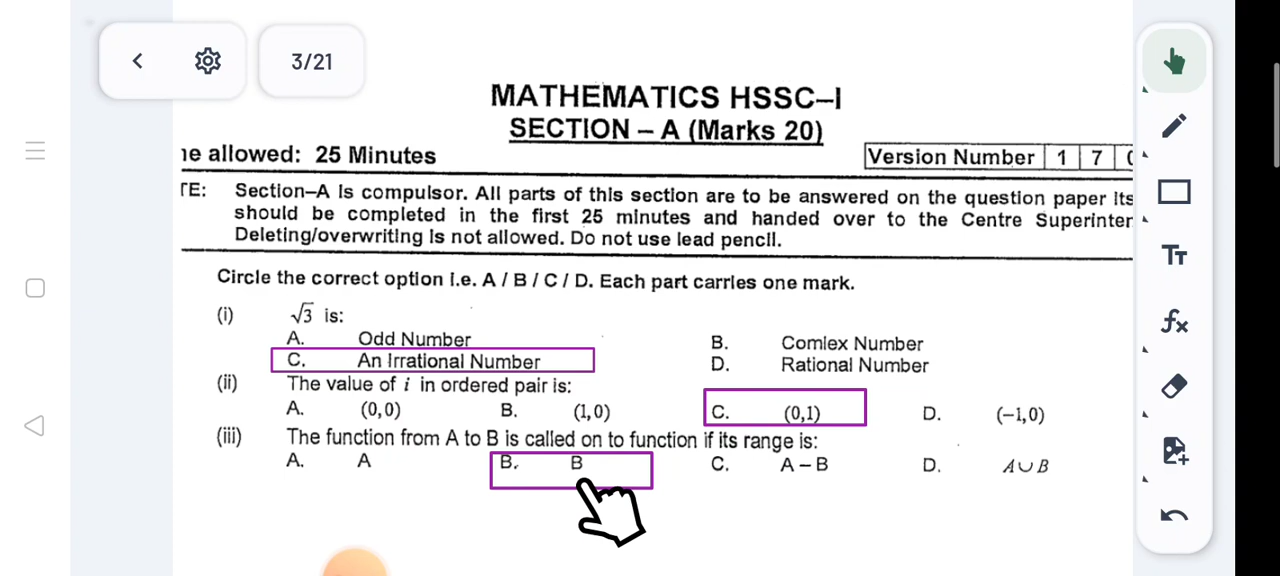 3/21
MATHEMATICS HSSC–I
SECTION – A (Marks 20)
ne allowed: 25 Minutes
Version Number 1 7
TE: Section–A is compulsor. All parts of this section are to be answered on the question paper its
should be completed in the first 25 minutes and handed over to the Centre Superinter
Deleting/overwriting is not allowed. Do not use lead pencil.
Circle the correct option i.e. A / B / C / D. Each part carries one mark.
(i) √3 is:
A. Odd Number B. Comlex Number
C. An Irrational Number D. Rational Number
(ii) The value of i in ordered pair is:
A. (0,0) B. (1,0) C. (0,1) D. (−1,0)
(iii) The function from A to B is called on to function if its range is:
A. A B. B C. A – B D. A∪B
Tт
fx